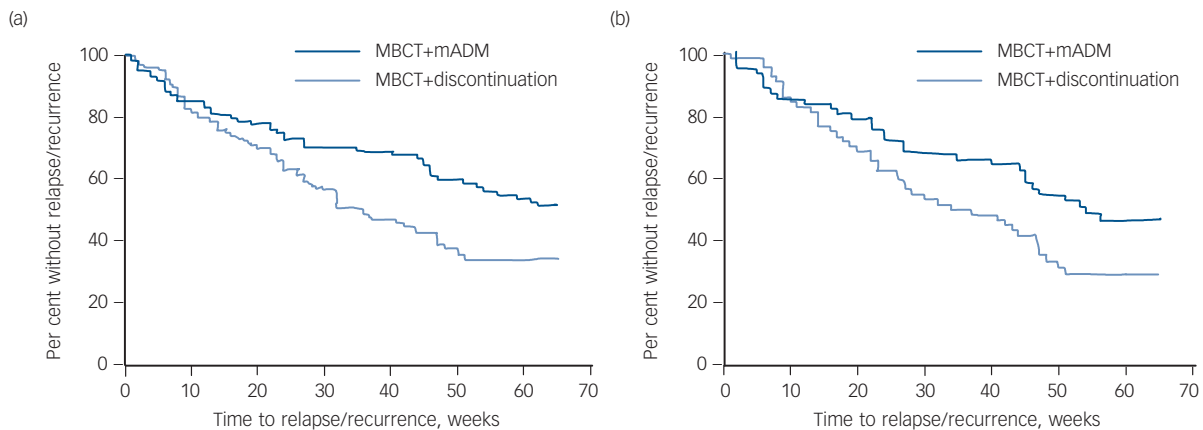 (a)
MBCT+mADM
MBCT+discontinuation
Per cent without relapse/recurrence
100
80
60
40
20
0
0 10 20 30 40 50 60 70
Time to relapse/recurrence, weeks
(b)
MBCT+mADM
MBCT+discontinuation
Per cent without relapse/recurrence
100
80
60
40
20
0
0 10 20 30 40 50 60 70
Time to relapse/recurrence, weeks